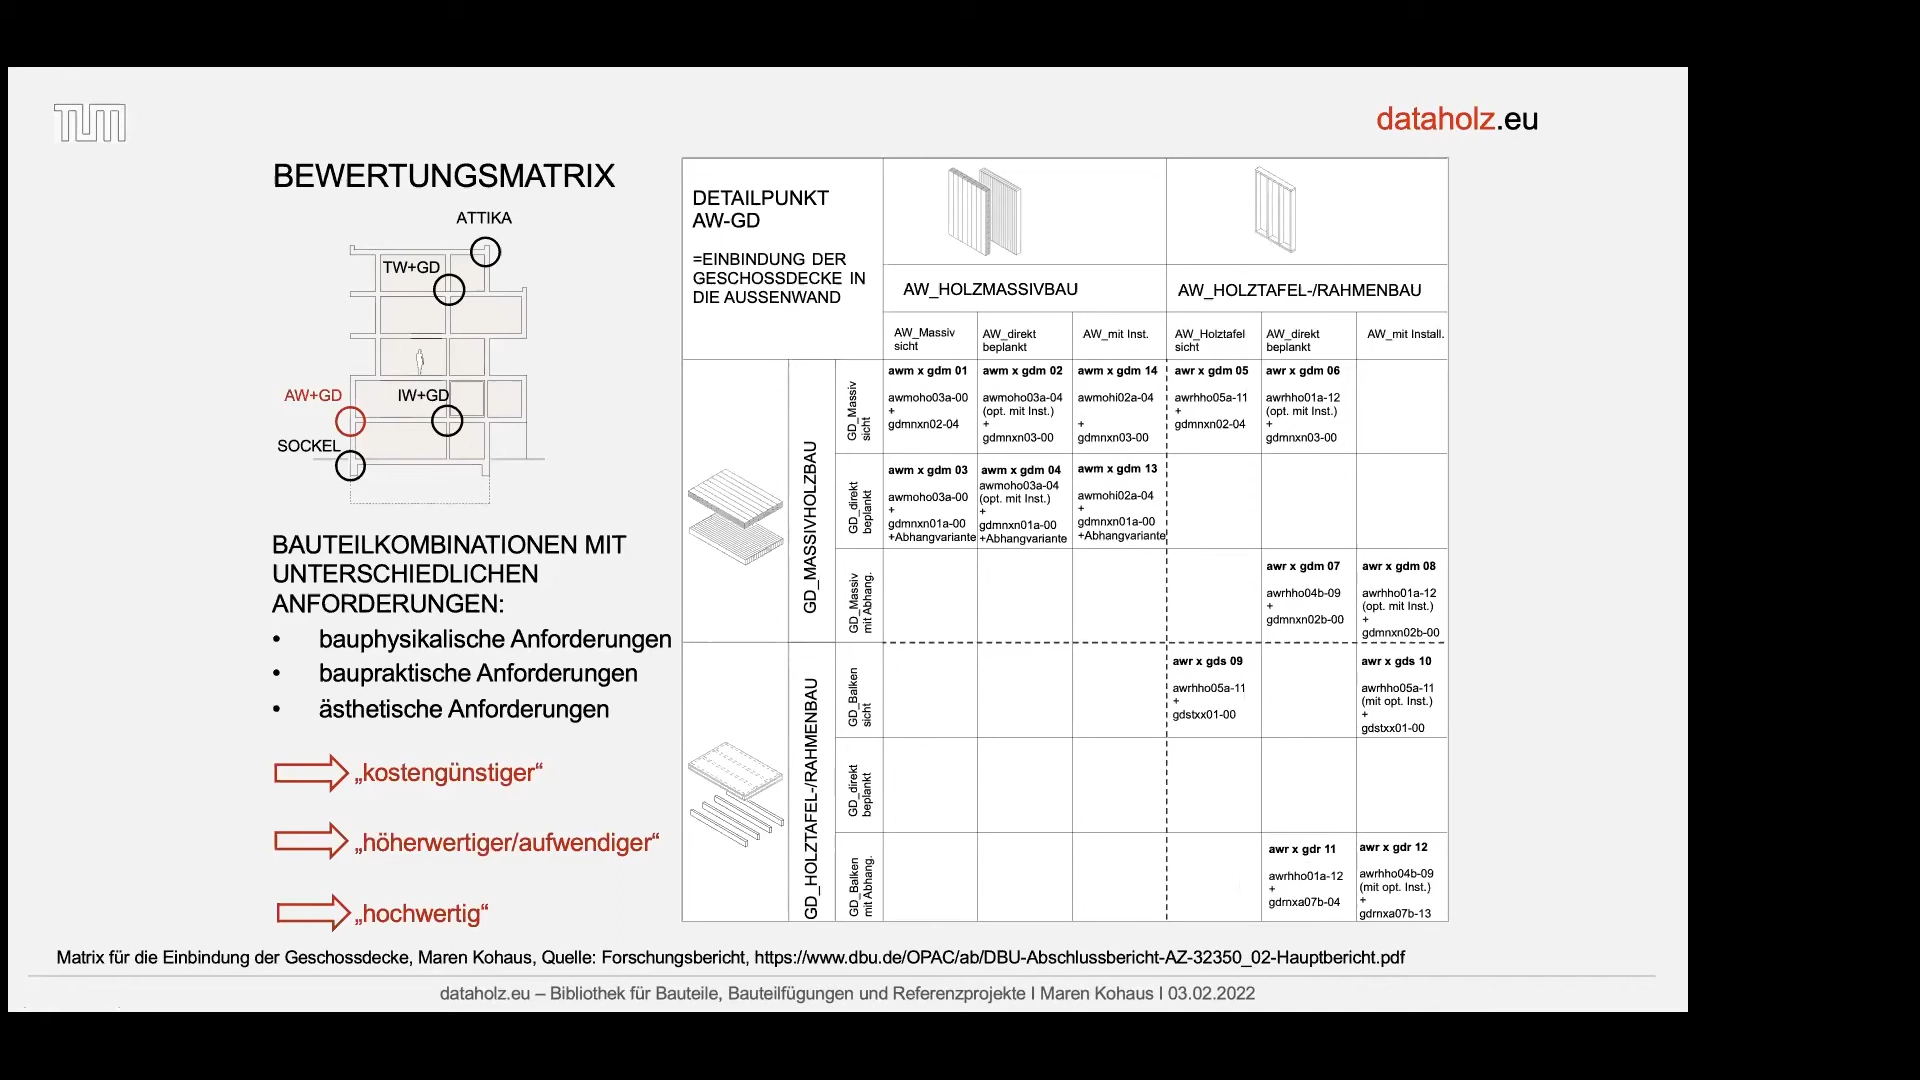 TUM
dataholz.eu
BEWERTUNGSMATRIX
ATTIKA
TW+GD
AW+GD
IW+GD
SOCKEL
BAUTEILKOMBINATIONEN MIT
UNTERSCHIEDLICHEN
ANFORDERUNGEN:
• bauphysikalische Anforderungen
• baupraktische Anforderungen
• ästhetische Anforderungen
„kostengünstiger“
„höherwertiger/aufwendiger“
„hochwertig“
DETAILPUNKT
AW-GD
=EINBINDUNG DER
GESCHOSSDECKE IN
DIE AUSSENWAND
AW_HOLZMASSIVBAU
AW_HOLZTAFEL-/RAHMENBAU
AW_Massiv
sicht
AW_direkt
beplankt
AW_mit Inst.
AW_Holztafel
sicht
AW_direkt
beplankt
AW_mit Install.
GD_MASSIVHOLZBAU
GD_Massiv
sicht
awm x gdm 01
awmoho03a-00
+
gdmnxn02-04
awm x gdm 02
awmoho03a-04
(opt. mit Inst.)
+
gdmnxn03-00
awm x gdm 14
awmohi02a-04
+
gdmnxn03-00
awr x gdm 05
awrhho05a-11
+
gdmnxn02-04
awr x gdm 06
awrhho01a-12
(opt. mit Inst.)
+
gdmnxn03-00
GD_direkt
beplankt
awm x gdm 03
awmoho03a-00
+
gdmnxn01a-00
+Abhangvariante
awm x gdm 04
awmoho03a-04
(opt. mit Inst.)
+
gdmnxn01a-00
+Abhangvariante
awm x gdm 13
awmohi02a-04
+
gdmnxn01a-00
+Abhangvariante
GD_Massiv
mit Abhang.
awr x gdm 07
awrhho04b-09
+
gdmnxn02b-00
awr x gdm 08
awrhho01a-12
(opt. mit Inst.)
+
gdmnxn02b-00
GD_HOLZTAFEL-/RAHMENBAU
GD_Balken
sicht
awr x gds 09
awrhho05a-11
+
gdstxx01-00
awr x gds 10
awrhho05a-11
(mit opt. Inst.)
+
gdstxx01-00
GD_direkt
beplankt
GD_Balken
mit Abhang.
awr x gdr 11
awrhho01a-12
+
gdrnxa07b-04
awr x gdr 12
awrhho04b-09
(mit opt. Inst.)
+
gdrnxa07b-13
Matrix für die Einbindung der Geschossdecke, Maren Kohaus, Quelle: Forschungsbericht, https://www.dbu.de/OPAC/ab/DBU-Abschlussbericht-AZ-32350_02-Hauptbericht.pdf
dataholz.eu – Bibliothek für Bauteile, Bauteilfügungen und Referenzprojekte I Maren Kohaus I 03.02.2022